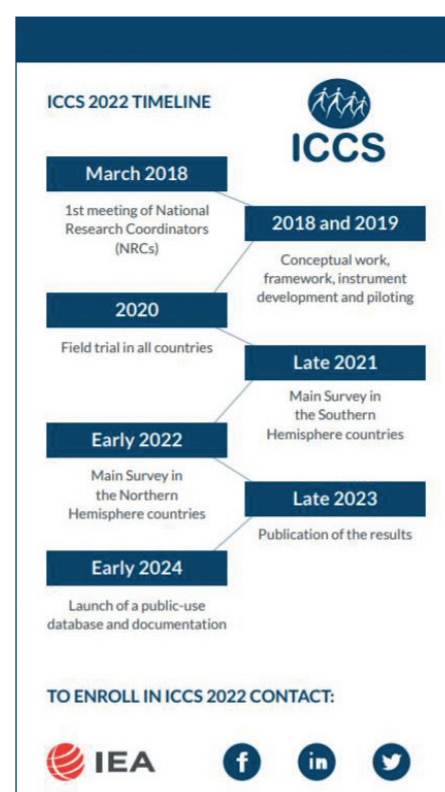 ICCS 2022 TIMELINE
ICCS
March 2018
1st meeting of National
Research Coordinators
(NRCs)
2018 and 2019
Conceptual work,
framework, instrument
development and piloting
2020
Field trial in all countries
Late 2021
Main Survey in
the Southern
Hemisphere countries
Early 2022
Main Survey in
the Northern
Hemisphere countries
Late 2023
Publication of the results
Early 2024
Launch of a public-use
database and documentation
TO ENROLL IN ICCS 2022 CONTACT:
IEA
f
in